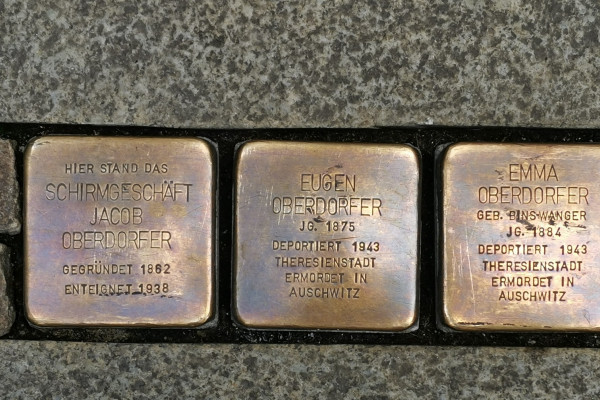 HIER STAND DAS
SCHIRMGESCHÄFT
JACOB
OBERDORFER
GEGRÜNDET 1862
ENTEIGNET 1938
EUGEN
OBERDORFER
JG. 1875
DEPORTIERT 1943
THERESIENSTADT
ERMORDET IN
AUSCHWITZ
EMMA
OBERDORFER
GEB. BINSWANGER
JG. 1884
DEPORTIERT 1943
THERESIENSTADT
ERMORDET IN
AUSCHWITZ